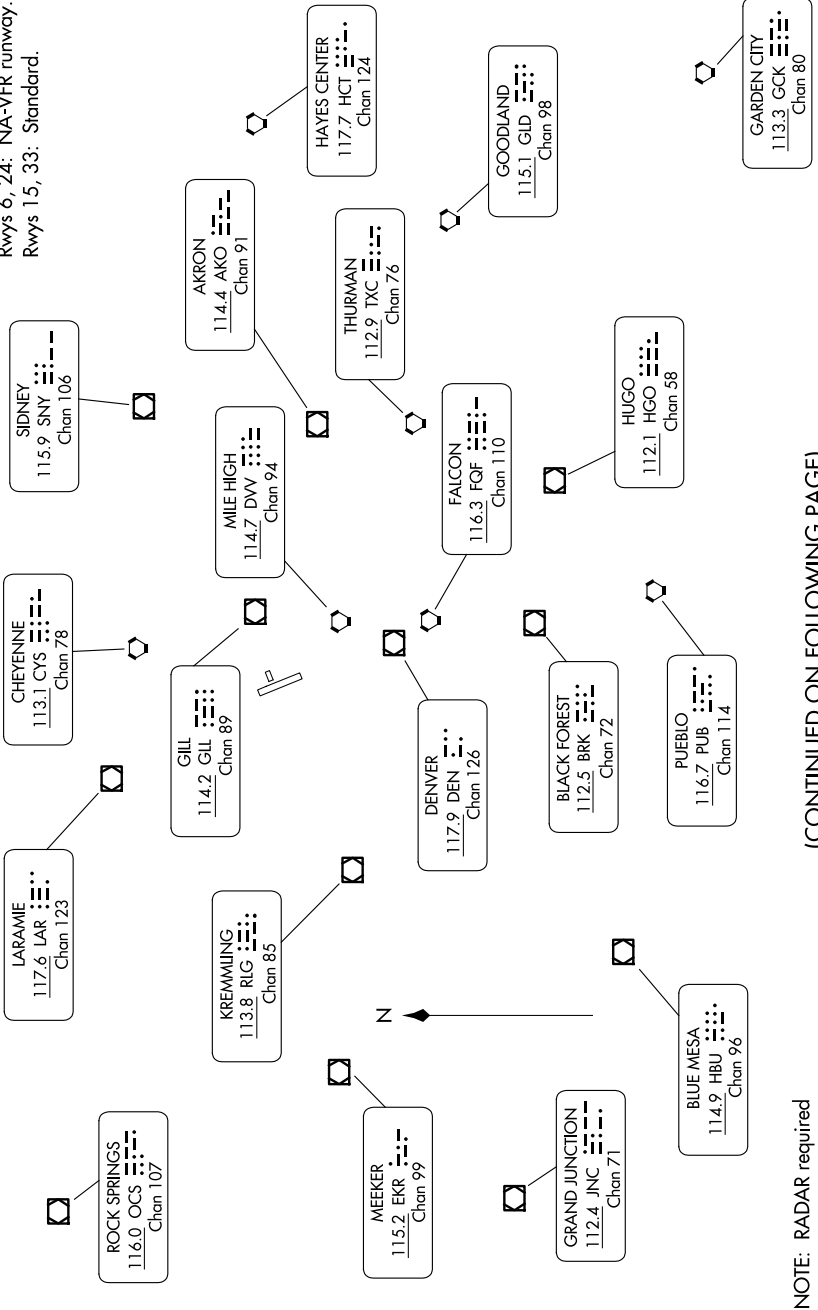 Rwys 6, 24: NA-VFR runway.
Rwys 15, 33: Standard.
ROCK SPRINGS
116.0 OCS
Chan 107
LARAMIE
117.6 LAR
Chan 123
CHEYENNE
113.1 CYS
Chan 78
SIDNEY
115.9 SNY
Chan 106
GILL
114.2 GLL
Chan 89
AKRON
114.4 AKO
Chan 91
HAYES CENTER
117.7 HCT
Chan 124
KREMMLING
113.8 RLG
Chan 85
MILE HIGH
114.7 DVV
Chan 94
THURMAN
112.9 TXC
Chan 76
MEEKER
115.2 EKR
Chan 99
N
DENVER
117.9 DEN
Chan 126
FALCON
116.3 FQF
Chan 110
GOODLAND
115.1 GLD
Chan 98
GRAND JUNCTION
112.4 JNC
Chan 71
BLACK FOREST
112.5 BRK
Chan 72
HUGO
112.1 HGO
Chan 58
BLUE MESA
114.9 HBU
Chan 96
PUEBLO
116.7 PUB
Chan 114
GARDEN CITY
113.3 GCK
Chan 80
NOTE: RADAR required
(CONTINUED ON FOLLOWING PAGE)